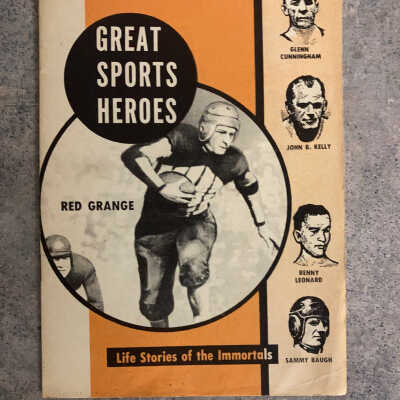 GREAT
SPORTS
HEROES
RED GRANGE
GLENN
CUNNINGHAM
JOHN B. KELLY
BENNY
LEONARD
SAMMY BAUGH
Life Stories of the Immortals